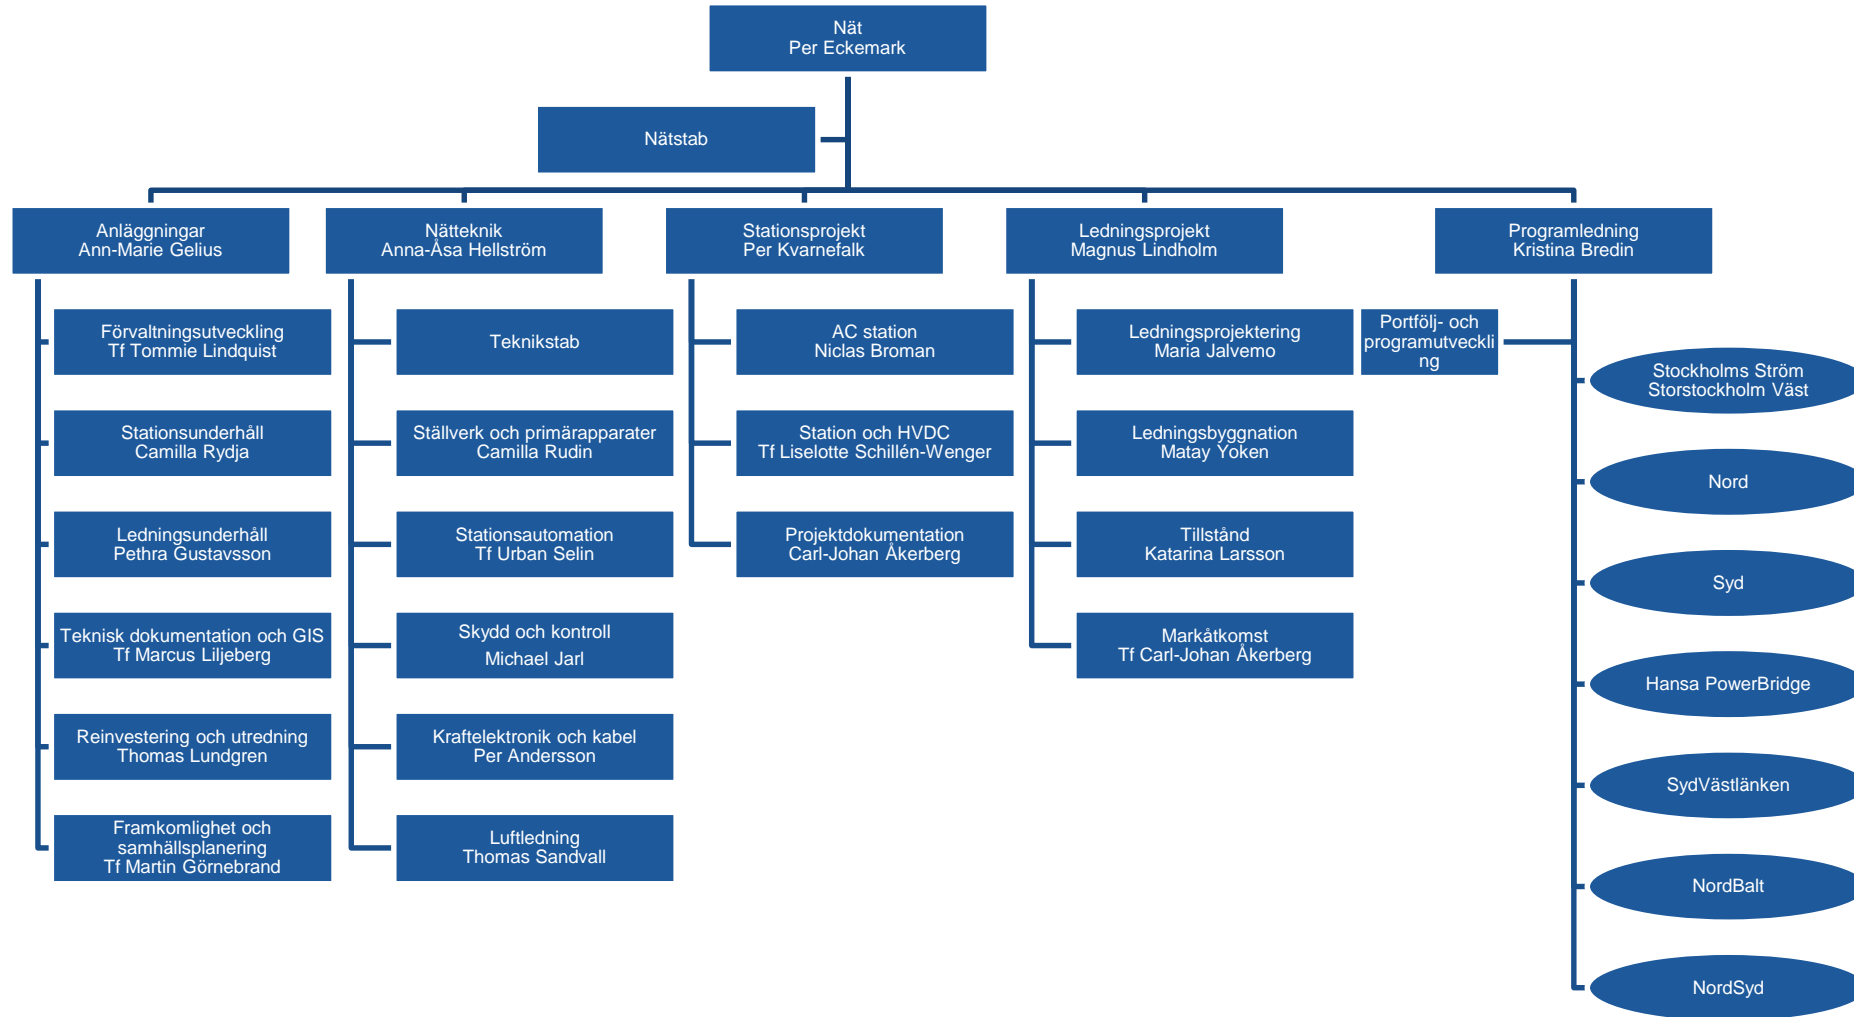 Nät
Per Eckemark
Nätstab
Anläggningar
Ann-Marie Gelius
Förvaltningsutveckling
Tf Tommie Lindquist
Stationsunderhåll
Camilla Rydja
Ledningsunderhåll
Pethra Gustavsson
Teknisk dokumentation och GIS
Tf Marcus Liljeberg
Reinvestering och utredning
Thomas Lundgren
Framkomlighet och
samhällsplanering
Tf Martin Görnebrand
Nätteknik
Anna-Åsa Hellström
Teknikstab
Ställverk och primärapparater
Camilla Rudin
Stationsautomation
Tf Urban Selin
Skydd och kontroll
Michael Jarl
Kraftelektronik och kabel
Per Andersson
Luftledning
Thomas Sandvall
Stationsprojekt
Per Kvarnefalk
AC station
Niclas Broman
Station och HVDC
Tf Liselotte Schillén-Wenger
Projektdokumentation
Carl-Johan Åkerberg
Ledningsprojekt
Magnus Lindholm
Ledningsprojektering
Maria Jalvemo
Ledningsbyggnation
Matay Yoken
Tillstånd
Katarina Larsson
Markåtkomst
Tf Carl-Johan Åkerberg
Programledning
Kristina Bredin
Portfölj- och
programutveckli
ng
Stockholms Ström
Storstockholm Väst
Nord
Syd
Hansa PowerBridge
SydVästlänken
NordBalt
NordSyd